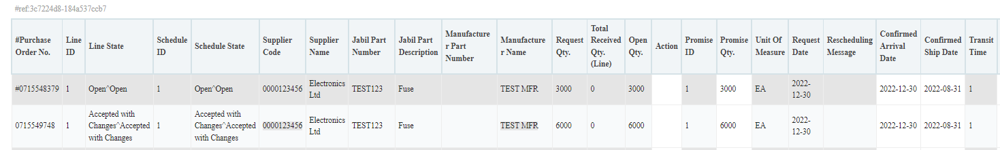 #ref:3c7224d8-184a537ccb7
#Purchase Order No. Line ID Line State Schedule ID Schedule State Supplier Code Supplier Name Jabil Part Number Jabil Part Description Manufacture r Part Number Manufacture r Name Request Qty. Total Received Qty. (Line) Open Qty. Action Promise ID Promise Qty. Unit Of Measure Request Date Rescheduling Message Confirmed Arrival Date Confirmed Ship Date Transit Time
#0715548379 1 Open^Open 1 Open^Open 0000123456 Electronics Ltd TEST123 Fuse TEST MFR 3000 0 3000 1 3000 EA 2022-12-30 2022-12-30 2022-08-31 1
0715549748 1 Accepted with Changes^Accepted with Changes 1 Accepted with Changes^Accepted with Changes 0000123456 Electronics Ltd TEST123 Fuse TEST MFR 6000 0 6000 1 6000 EA 2022-12-30 2022-12-30 2022-08-31 1